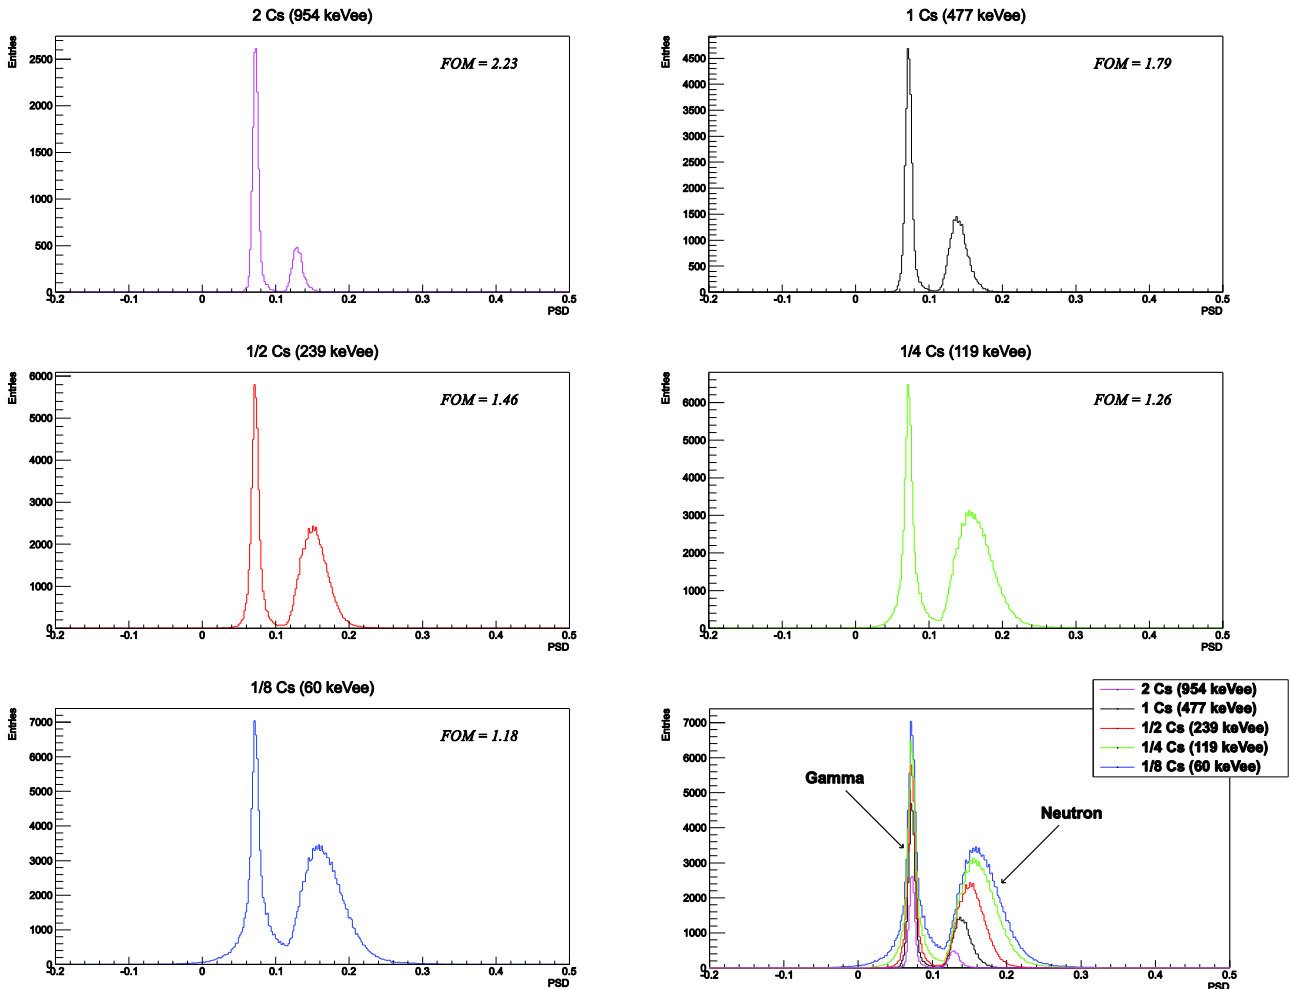 2 Cs (954 keVee)
Entries
FOM = 2.23
2500
2000
1500
1000
500
0
-0.2 -0.1 0 0.1 0.2 0.3 0.4 0.5
PSD
1 Cs (477 keVee)
Entries
FOM = 1.79
4500
4000
3500
3000
2500
2000
1500
1000
500
0
-0.2 -0.1 0 0.1 0.2 0.3 0.4 0.5
PSD
1/2 Cs (239 keVee)
Entries
FOM = 1.46
6000
5000
4000
3000
2000
1000
0
-0.2 -0.1 0 0.1 0.2 0.3 0.4 0.5
PSD
1/4 Cs (119 keVee)
Entries
FOM = 1.26
6000
5000
4000
3000
2000
1000
0
-0.2 -0.1 0 0.1 0.2 0.3 0.4 0.5
PSD
1/8 Cs (60 keVee)
Entries
FOM = 1.18
7000
6000
5000
4000
3000
2000
1000
0
-0.2 -0.1 0 0.1 0.2 0.3 0.4 0.5
PSD
2 Cs (954 keVee)
1 Cs (477 keVee)
1/2 Cs (239 keVee)
1/4 Cs (119 keVee)
1/8 Cs (60 keVee)
Entries
Gamma
Neutron
7000
6000
5000
4000
3000
2000
1000
0
-0.2 -0.1 0 0.1 0.2 0.3 0.4 0.5
PSD